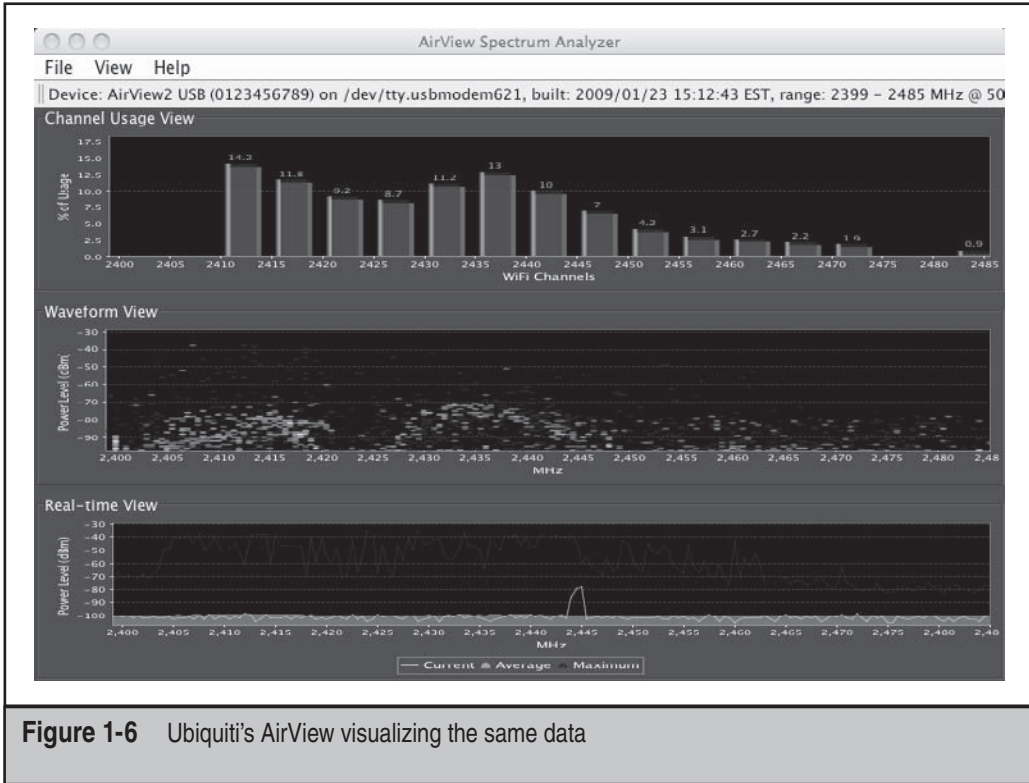 AirView Spectrum Analyzer
File View Help
Device: AirView2 USB (0123456789) on /dev/tty.usbmodem621, built: 2009/01/23 15:12:43 EST, range: 2399 - 2485 MHz @ 50
Channel Usage View
17.5
15.0
12.5
10.0
7.5
5.0
2.5
0.0
% of Usage
14.2 11.8 9.2 8.7 11.2 13 10 7 4.2 3.1 2.7 2.2 1.9 0.9
2400 2405 2410 2415 2420 2425 2430 2435 2440 2445 2450 2455 2460 2465 2470 2475 2480 2485
WiFi Channels
Waveform View
-30
-40
-50
-60
-70
-80
-90
Power Level (dBm)
2,400 2,405 2,410 2,415 2,420 2,425 2,430 2,435 2,440 2,445 2,450 2,455 2,460 2,465 2,470 2,475 2,480 2,48
MHz
Real-time View
-30
-40
-50
-60
-70
-80
-90
-100
Power Level (dBm)
2,400 2,405 2,410 2,415 2,420 2,425 2,430 2,435 2,440 2,445 2,450 2,455 2,460 2,465 2,470 2,475 2,480 2,48
MHz
Current Average Maximum
Figure 1-6 Ubiquiti's AirView visualizing the same data